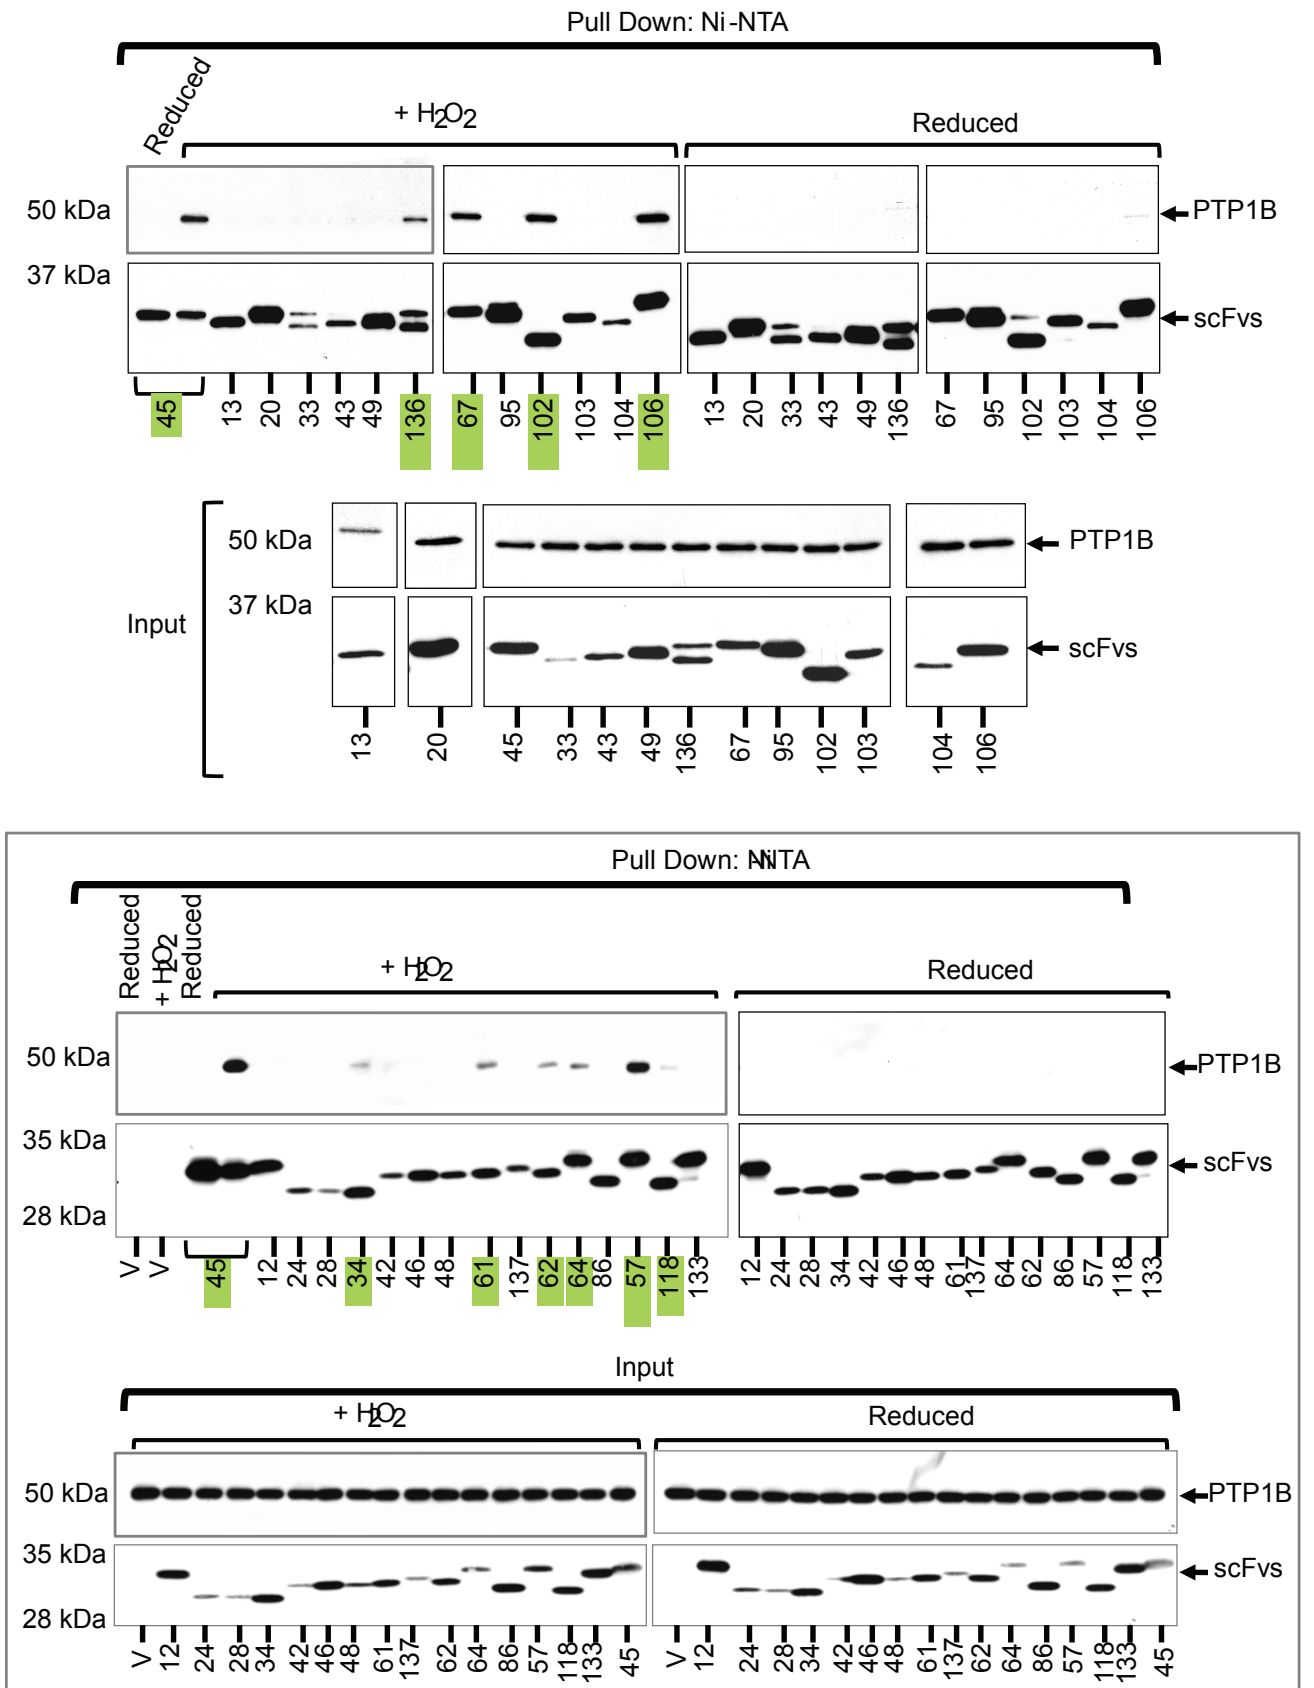 Pull Down: Ni-NTA
Reduced
+ H2O2
Reduced
50 kDa
PTP1B
37 kDa
scFvs
45 13 20 33 43 49 136 67 95 102 103 104 106 13 20 33 43 49 136 67 95 102 103 104 106
Input
50 kDa
PTP1B
37 kDa
scFvs
13 20 45 33 43 49 136 67 95 102 103 104 106
Pull Down: Ni-NTA
Reduced
+ H2O2
Reduced
+ H2O2
Reduced
50 kDa
PTP1B
35 kDa
scFvs
28 kDa
V V 45 12 24 28 34 42 46 48 61 137 62 64 86 57 118 133 12 24 28 34 42 46 48 61 137 64 62 86 57 118 133
Input
+ H2O2
Reduced
50 kDa
PTP1B
35 kDa
scFvs
28 kDa
V 12 24 28 34 42 46 48 61 137 62 64 86 57 118 133 45 V 12 24 28 34 42 46 48 61 137 62 64 86 57 118 133 45